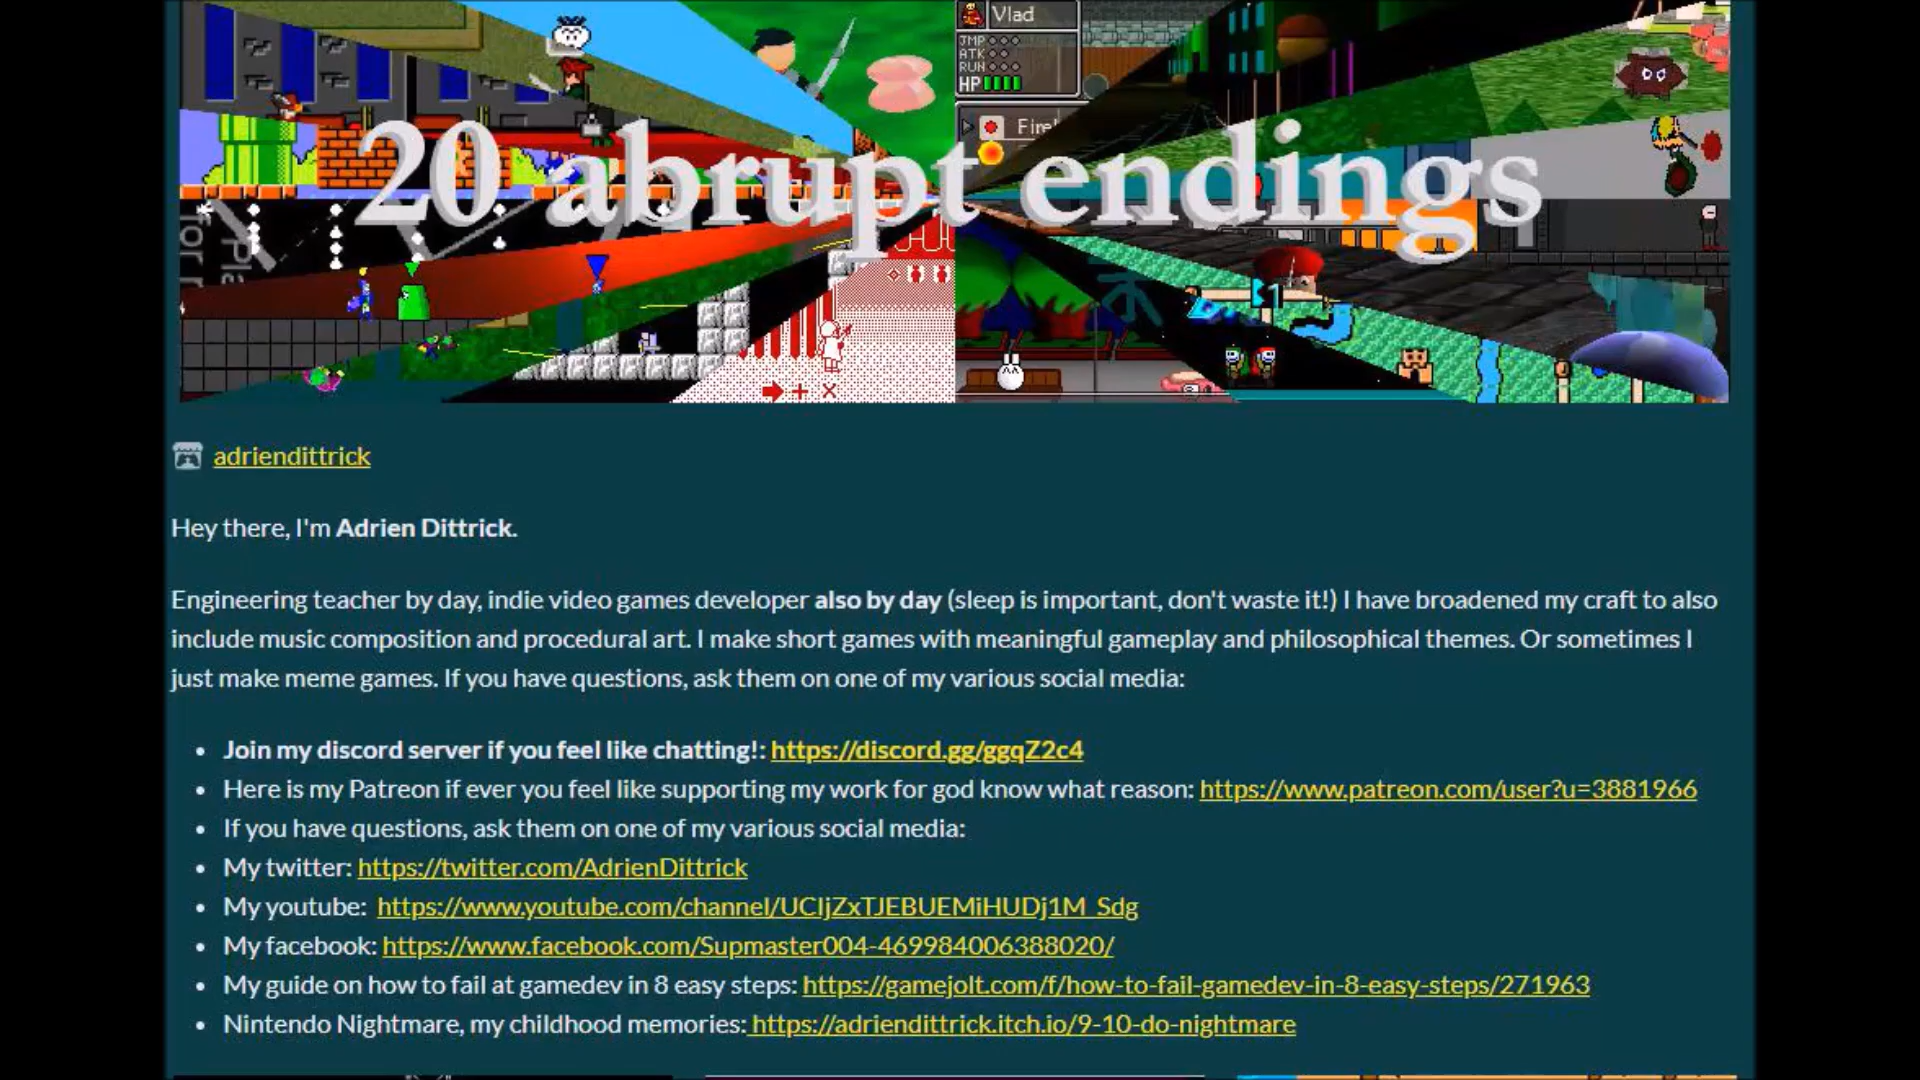 Vlad
JMP
ATK
RUN
HP
Fire!
20 abrupt endings
1
adriendittrick
Hey there, I'm Adrien Dittrick.
Engineering teacher by day, indie video games developer also by day (sleep is important, don't waste it!) I have broadened my craft to also
include music composition and procedural art. I make short games with meaningful gameplay and philosophical themes. Or sometimes I
just make meme games. If you have questions, ask them on one of my various social media:
• Join my discord server if you feel like chatting!: https://discord.gg/ggqZ2c4
• Here is my Patreon if ever you feel like supporting my work for god know what reason: https://www.patreon.com/user?u=3881966
• If you have questions, ask them on one of my various social media:
• My twitter: https://twitter.com/AdrienDittrick
• My youtube: https://www.youtube.com/channel/UCIjZxTJEBUEMiHUDj1M_Sdg
• My facebook: https://www.facebook.com/Supmaster004-469984006388020/
• My guide on how to fail at gamedev in 8 easy steps: https://gamejolt.com/f/how-to-fail-gamedev-in-8-easy-steps/271963
• Nintendo Nightmare, my childhood memories: https://adriendittrick.itch.io/9-10-do-nightmare